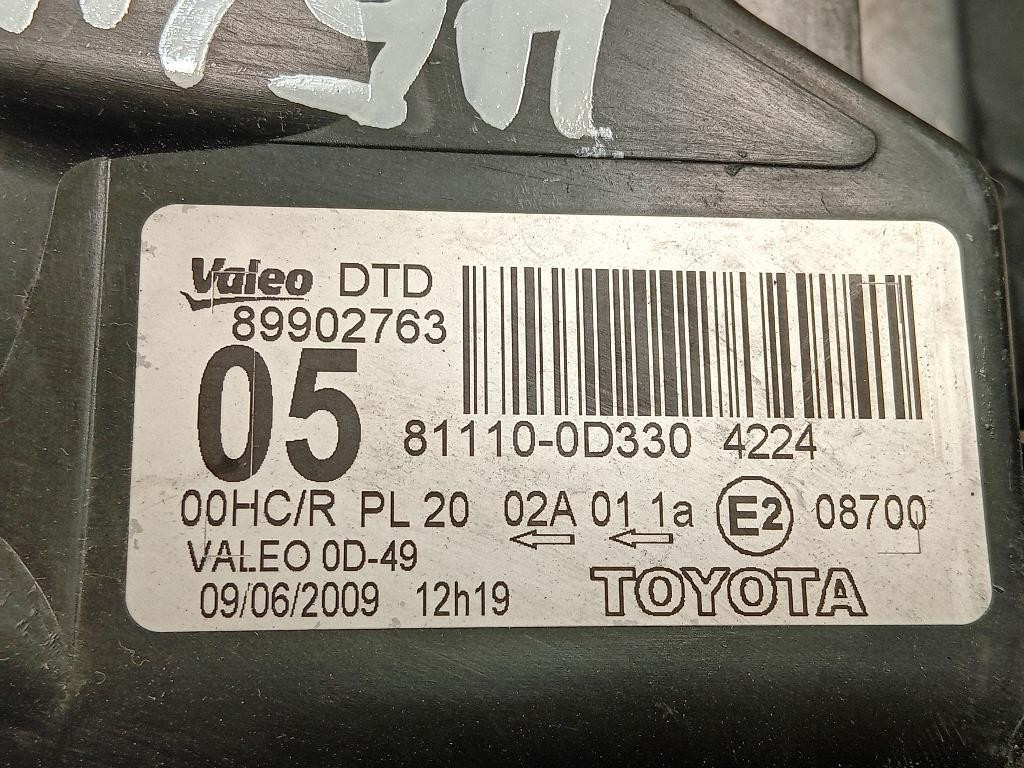 Valeo DTD
89902763
05
81110-0D330 4224
00HC/R PL 20 02A 01 1a E2 08700
VALEO 0D-49
09/06/2009 12h19 TOYOTA